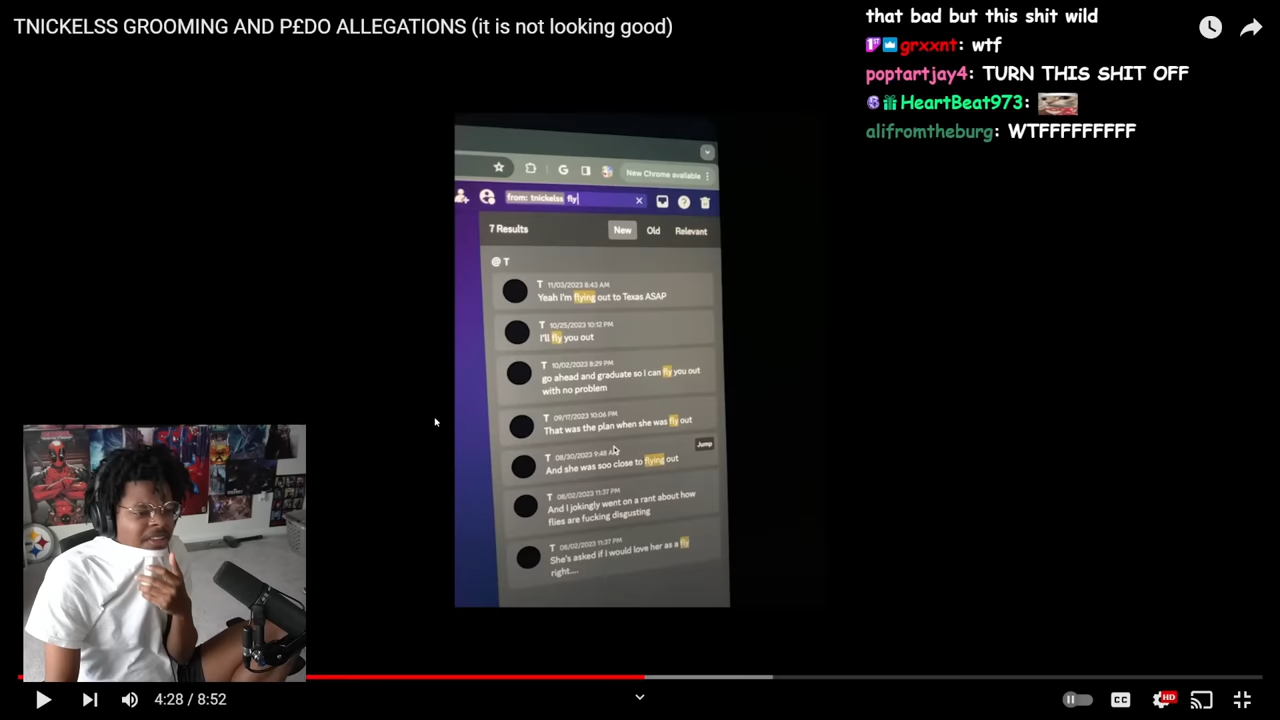 TNICKELSS GROOMING AND P£DO ALLEGATIONS (it is not looking good)
that bad but this shit wild
grxxnt: wtf
poptartjay4: TURN THIS SHIT OFF
HeartBeat973:
alifromtheburg: WTFFFFFFFFF
New Chrome available
from: tnickelss fly
7 Results
New Old Relevant
@ T
T 11/03/2023 8:43 AM
Yeah I'm flying out to Texas ASAP
T 10/25/2023 10:12 PM
I'll fly you out
T 10/02/2023 8:29 PM
go ahead and graduate so I can fly you out
with no problem
T 09/17/2023 10:06 PM
That was the plan when she was fly out
Jump
T 08/30/2023 9:48
And she was soo close to flying out
T 08/02/2023 11:37 PM
And I jokingly went on a rant about how
flies are fucking disgusting
T 08/02/2023 11:37 PM
She's asked if I would love her as a fly
right....
4:28 / 8:52
CC
HD